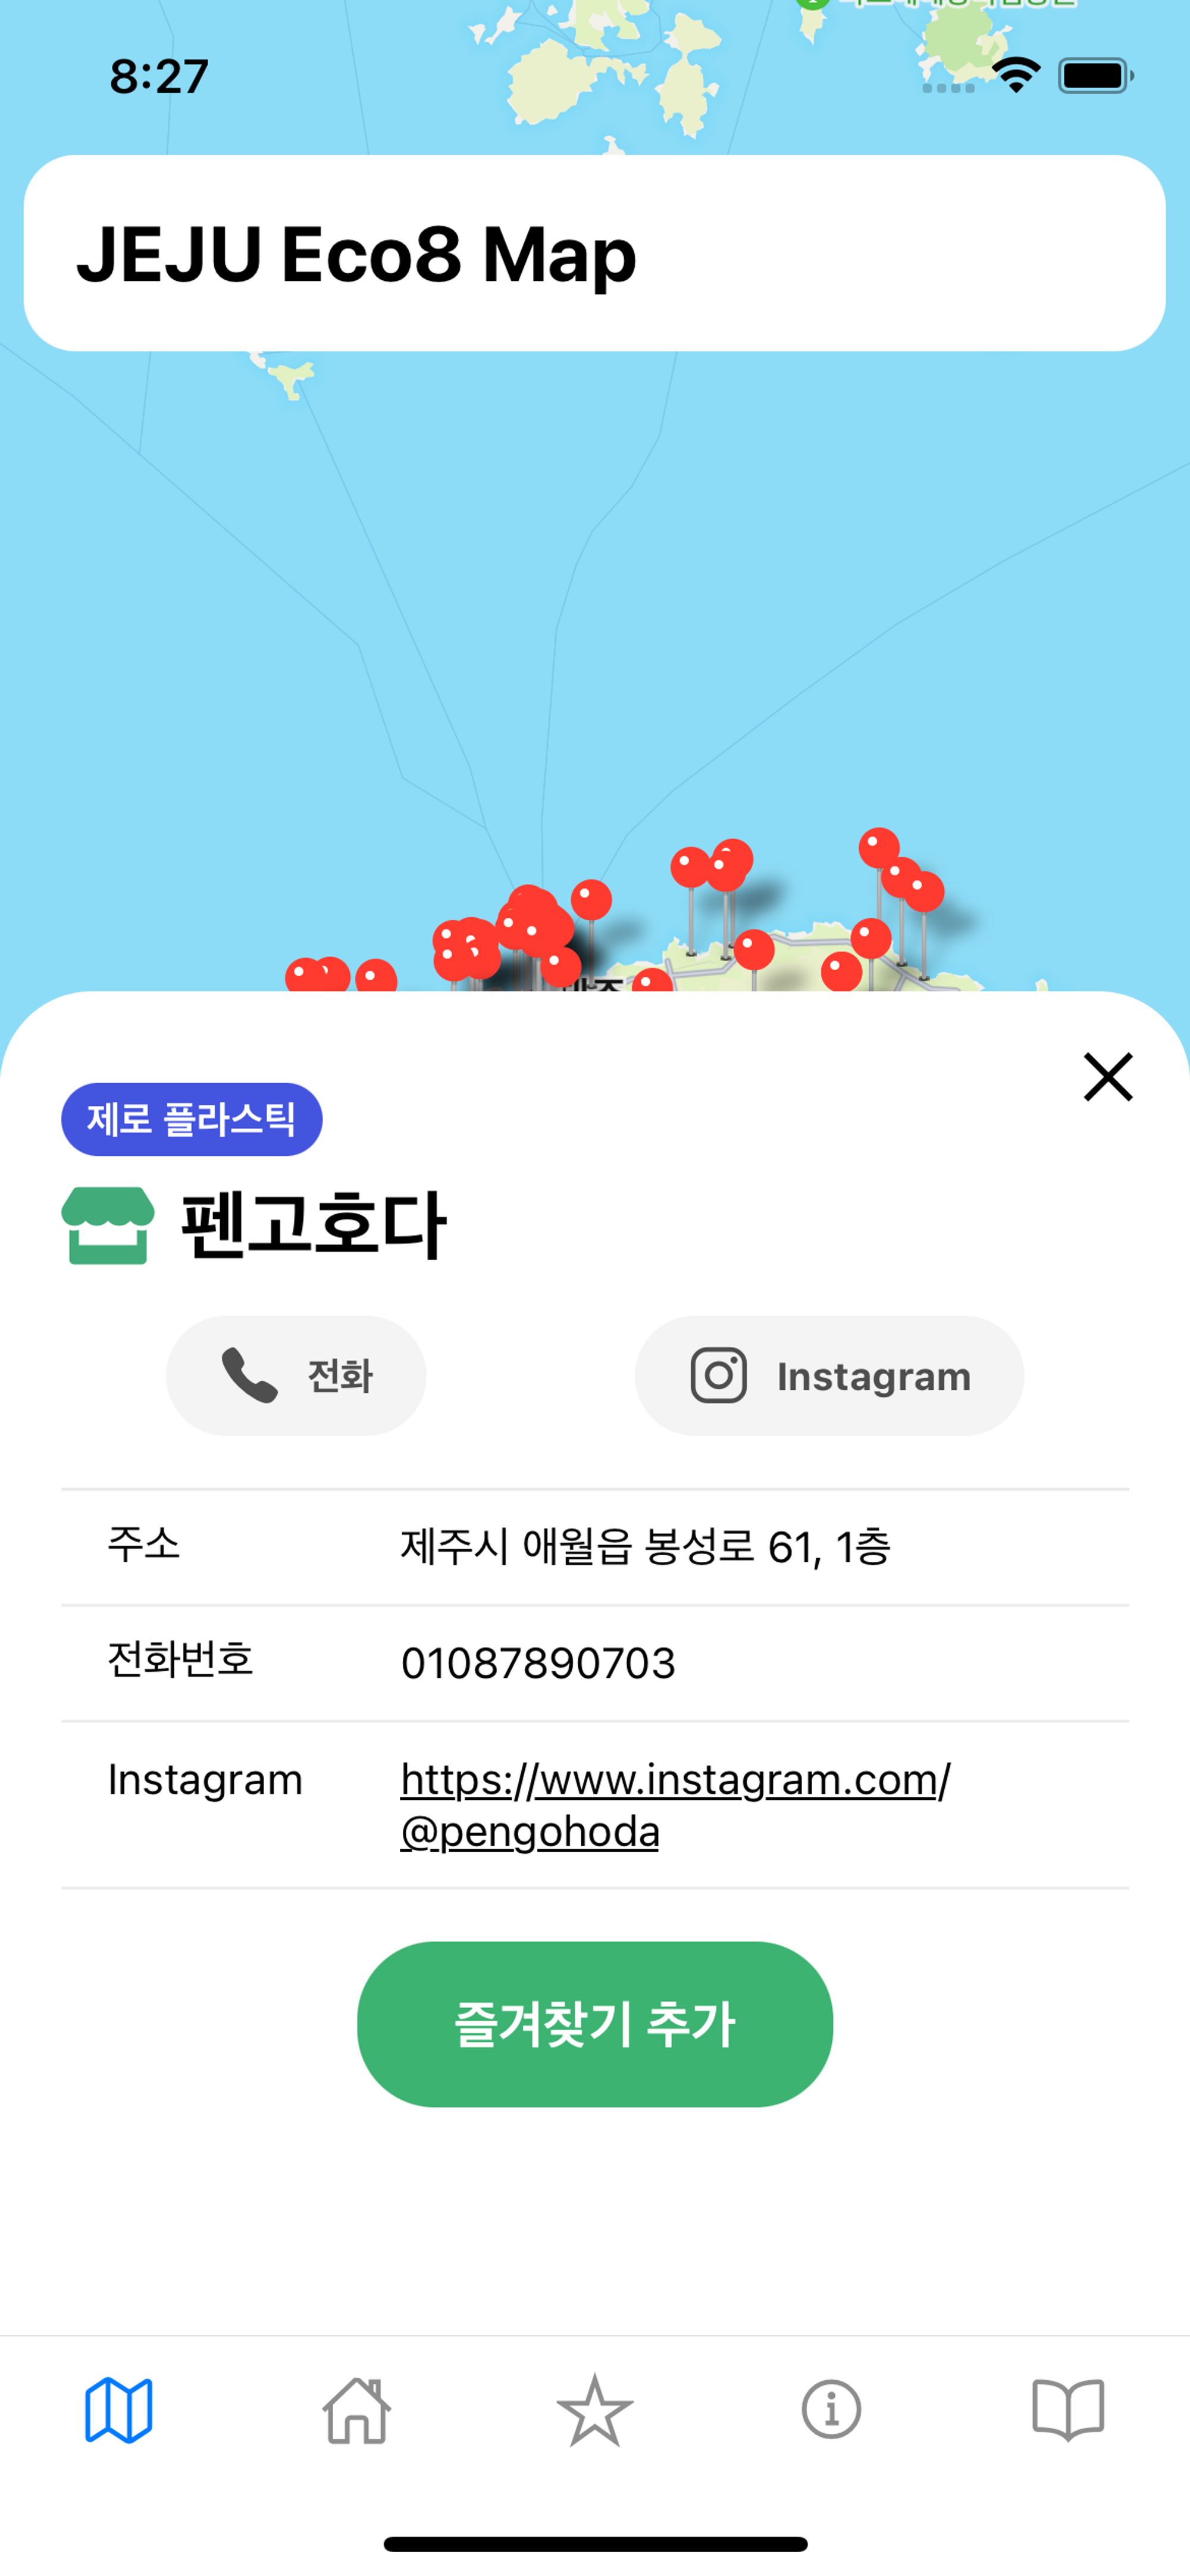 8:27
JEJU Eco8 Map
제로 플라스틱
펜고호다
전화
Instagram
주소
제주시 애월읍 봉성로 61, 1층
전화번호
01087890703
Instagram
https://www.instagram.com/
@pengohoda
즐겨찾기 추가